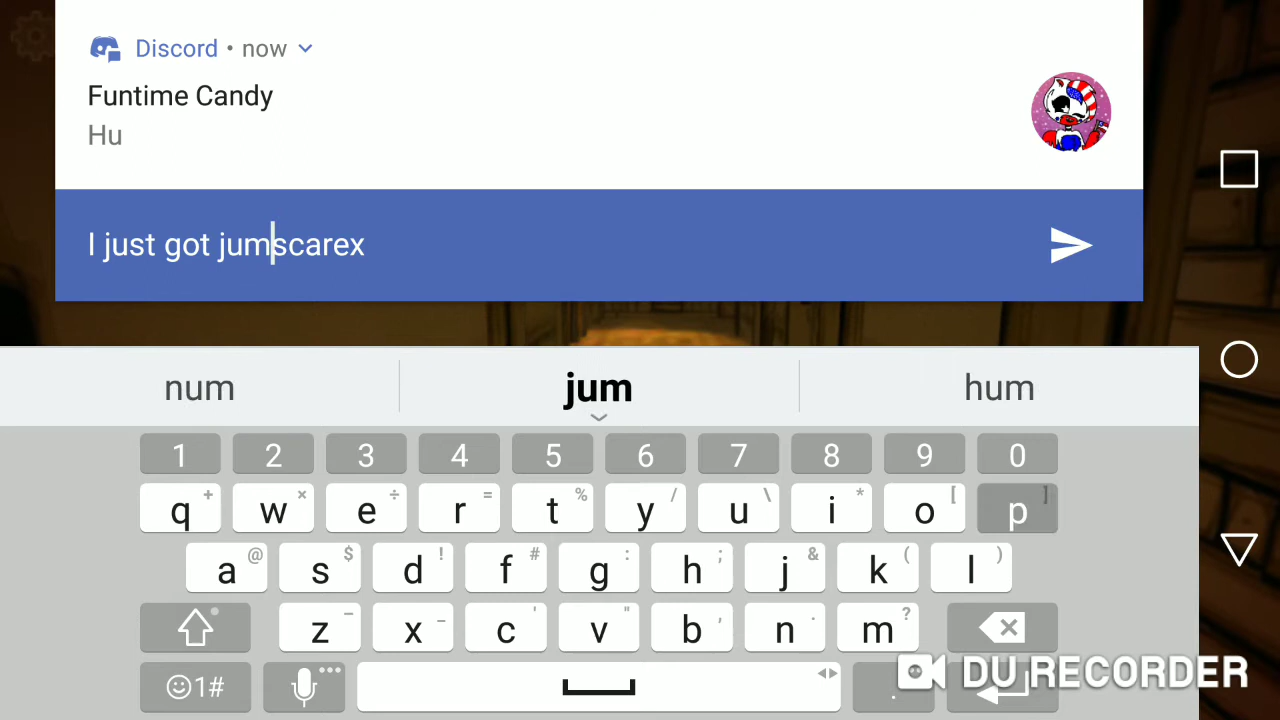 Discord • now
Funtime Candy
Hu
I just got jumscarex
num jum hum
1 2 3 4 5 6 7 8 9 0
q + w × e ÷ r = t % y / u \ i * o [ p ]
a @ s $ d ! f # g : h ; j & k ( l )
z - x _ c ' v " b , n . m ?
1# .
DU RECORDER